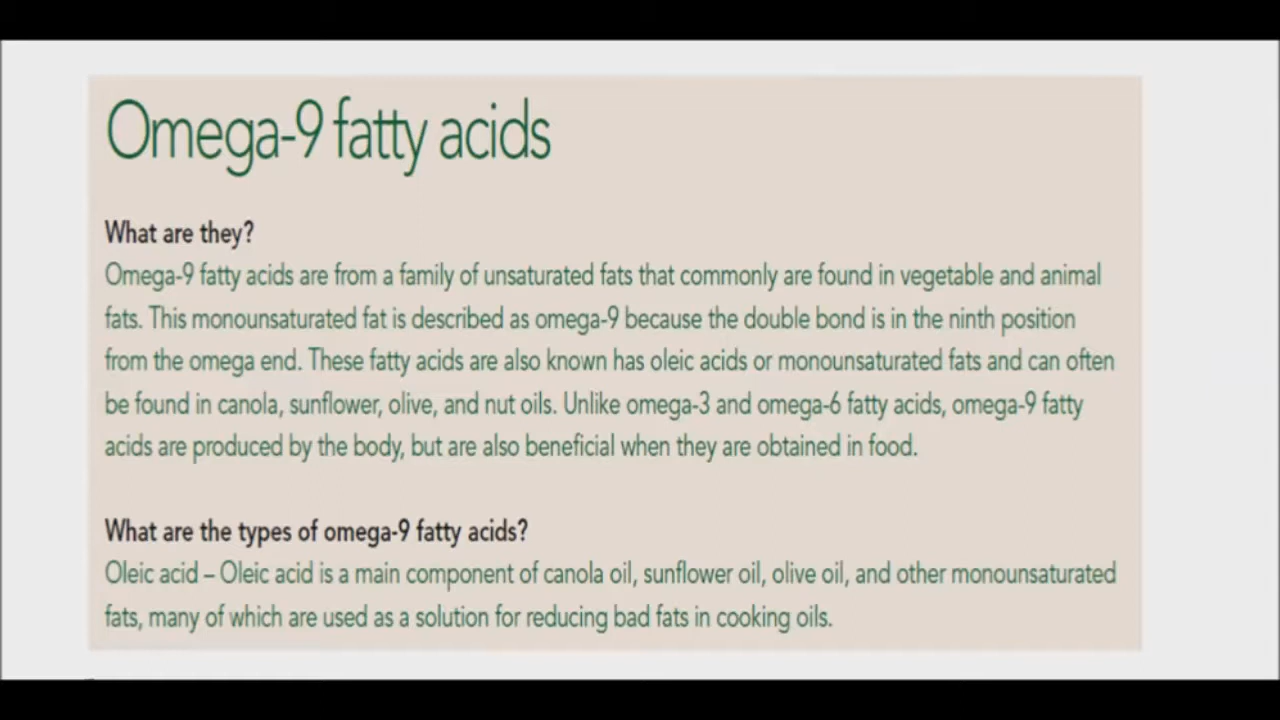 Omega-9 fatty acids
What are they?
Omega-9 fatty acids are from a family of unsaturated fats that commonly are found in vegetable and animal
fats. This monounsaturated fat is described as omega-9 because the double bond is in the ninth position
from the omega end. These fatty acids are also known has oleic acids or monounsaturated fats and can often
be found in canola, sunflower, olive, and nut oils. Unlike omega-3 and omega-6 fatty acids, omega-9 fatty
acids are produced by the body, but are also beneficial when they are obtained in food.
What are the types of omega-9 fatty acids?
Oleic acid – Oleic acid is a main component of canola oil, sunflower oil, olive oil, and other monounsaturated
fats, many of which are used as a solution for reducing bad fats in cooking oils.